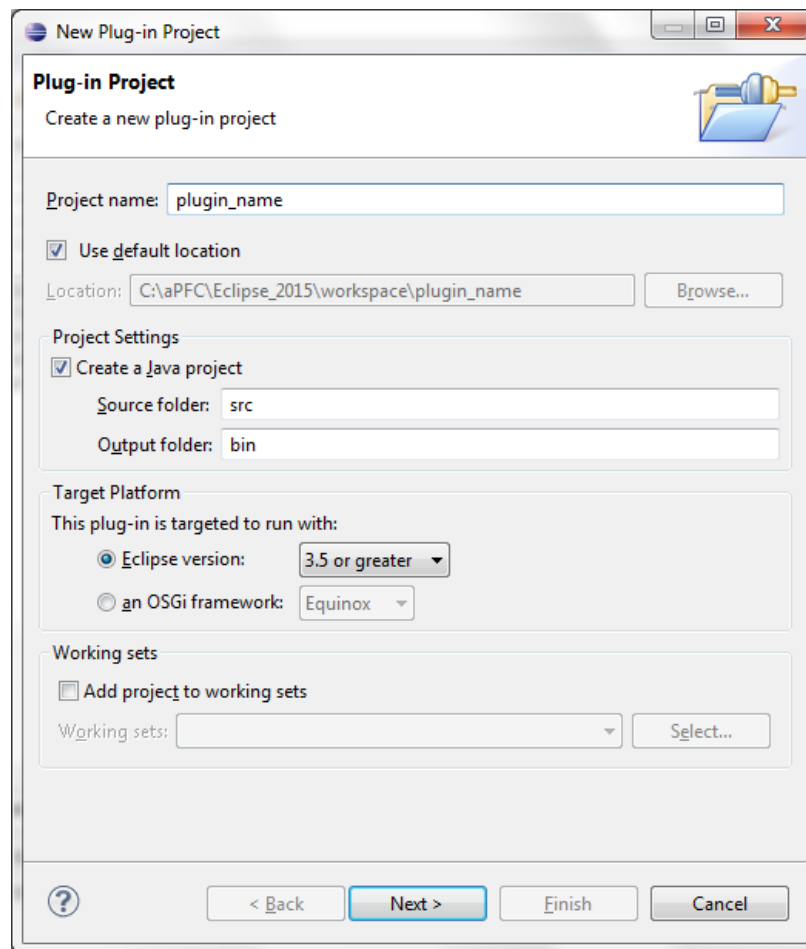 New Plug-in Project
Plug-in Project
Create a new plug-in project
Project name: plugin_name
Use default location
Location: C:\aPFC\Eclipse_2015\workspace\plugin_name Browse...
Project Settings
Create a Java project
Source folder: src
Output folder: bin
Target Platform
This plug-in is targeted to run with:
Eclipse version: 3.5 or greater
an OSGi framework: Equinox
Working sets
Add project to working sets
Working sets: Select...
? < Back Next > Finish Cancel